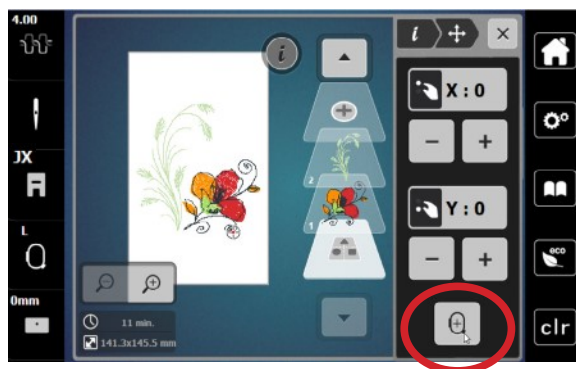 4.00
i
i
X : 0
− +
JX
2
1
Y : 0
− +
L
eco
0mm
11 min.
141.3x145.5 mm
clr